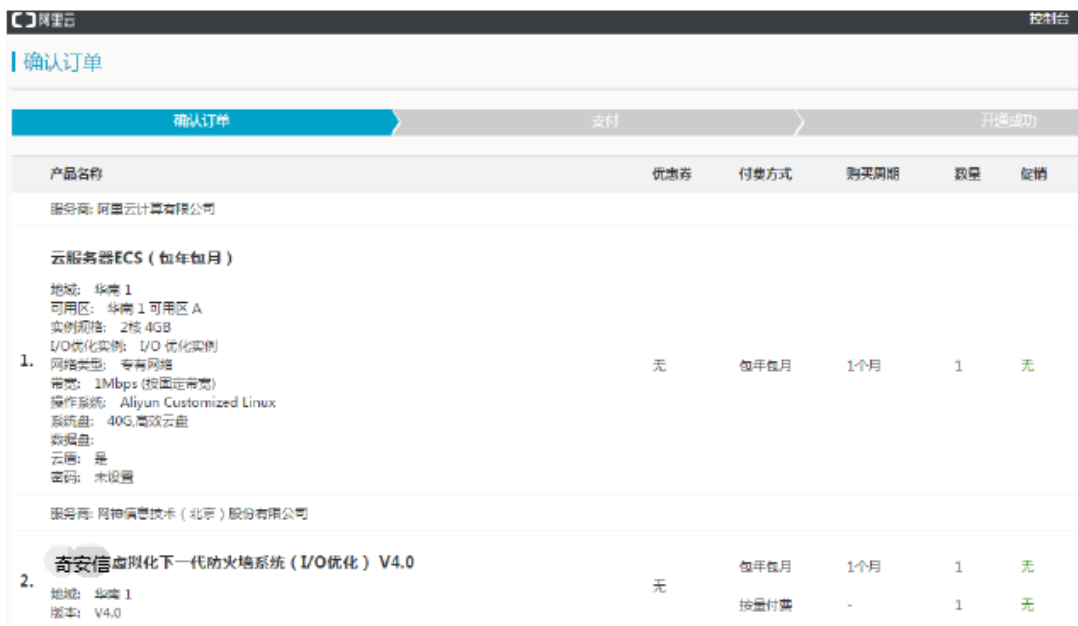 阿里云 控制台
确认订单
确认订单 支付 开通成功
产品名称 优惠券 付费方式 购买周期 数量 促销
服务商: 阿里云计算有限公司
云服务器ECS ( 包年包月 )
地域: 华南 1
可用区: 华南 1 可用区 A
实例规格: 2核 4GB
I/O优化实例: I/O 优化实例
1. 网络类型: 专有网络 无 包年包月 1个月 1 无
带宽: 1Mbps (按固定带宽)
操作系统: Aliyun Customized Linux
系统盘: 40G,高效云盘
数据盘:
云盾: 是
密码: 未设置
服务商: 网神信息技术 ( 北京 ) 股份有限公司
奇安信虚拟化下一代防火墙系统 ( I/O优化 ) V4.0 包年包月 1个月 1 无
2. 地域: 华南 1 无
版本: V4.0 按量付费 - 1 无